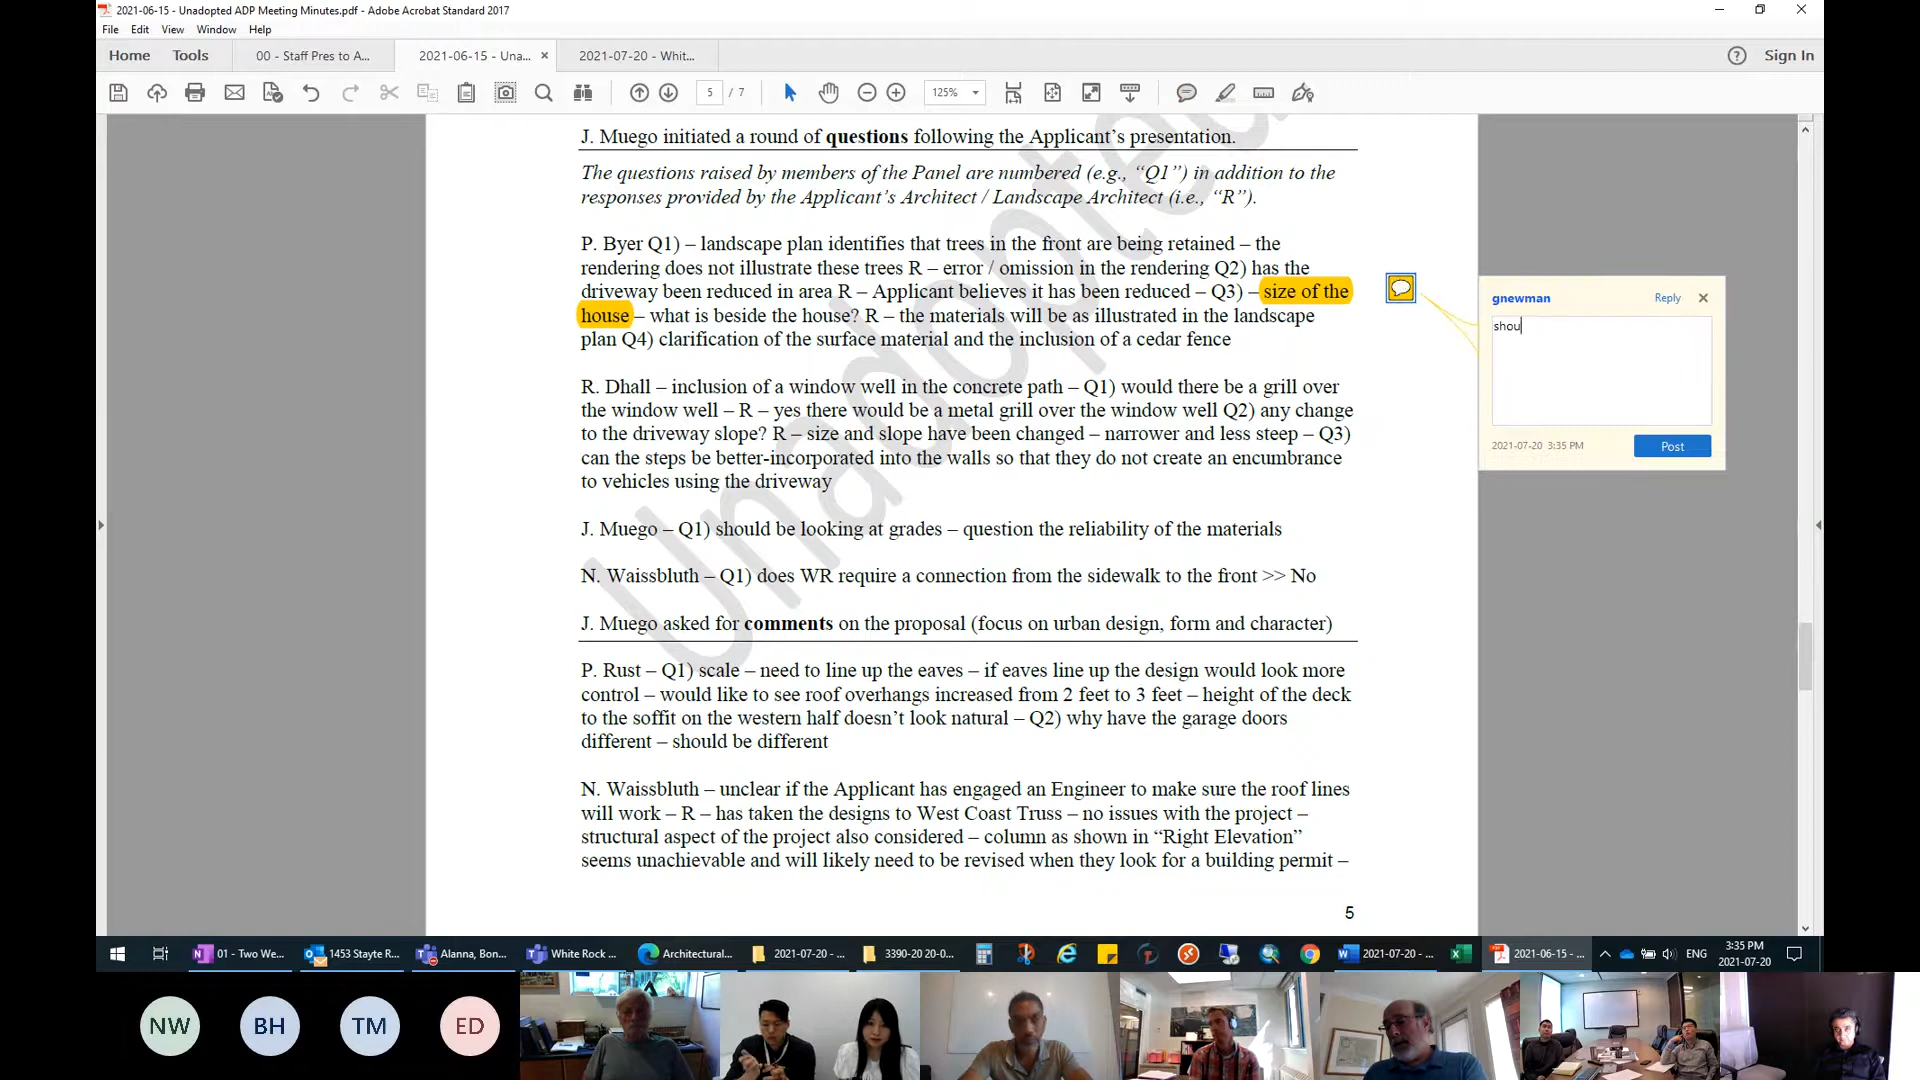 2021-06-15 - Unadopted ADP Meeting Minutes.pdf - Adobe Acrobat Standard 2017
File Edit View Window Help
Home Tools 00 - Staff Pres to A... 2021-06-15 - Una... 2021-07-20 - Whit... Sign In
5 / 7 125%
J. Muego initiated a round of questions following the Applicant’s presentation.
The questions raised by members of the Panel are numbered (e.g., “Q1”) in addition to the
responses provided by the Applicant’s Architect / Landscape Architect (i.e., “R”).
P. Byer Q1) – landscape plan identifies that trees in the front are being retained – the
rendering does not illustrate these trees R – error / omission in the rendering Q2) has the
driveway been reduced in area R – Applicant believes it has been reduced – Q3) – size of the
house – what is beside the house? R – the materials will be as illustrated in the landscape
plan Q4) clarification of the surface material and the inclusion of a cedar fence
R. Dhall – inclusion of a window well in the concrete path – Q1) would there be a grill over
the window well – R – yes there would be a metal grill over the window well Q2) any change
to the driveway slope? R – size and slope have been changed – narrower and less steep – Q3)
can the steps be better-incorporated into the walls so that they do not create an encumbrance
to vehicles using the driveway
J. Muego – Q1) should be looking at grades – question the reliability of the materials
N. Waissbluth – Q1) does WR require a connection from the sidewalk to the front >> No
J. Muego asked for comments on the proposal (focus on urban design, form and character)
P. Rust – Q1) scale – need to line up the eaves – if eaves line up the design would look more
control – would like to see roof overhangs increased from 2 feet to 3 feet – height of the deck
to the soffit on the western half doesn’t look natural – Q2) why have the garage doors
different – should be different
N. Waissbluth – unclear if the Applicant has engaged an Engineer to make sure the roof lines
will work – R – has taken the designs to West Coast Truss – no issues with the project –
structural aspect of the project also considered – column as shown in “Right Elevation”
seems unachievable and will likely need to be revised when they look for a building permit –
5
Unadopted
gnewman Reply
shou
2021-07-20 3:35 PM Post
01 - Two We... 1453 Stayte R... Alanna, Bon... White Rock ... Architectural... 2021-07-20 - ... 3390-20 20-0... 2021-07-20 - ... 2021-06-15 - ... ENG 3:35 PM
2021-07-20
NW BH TM ED